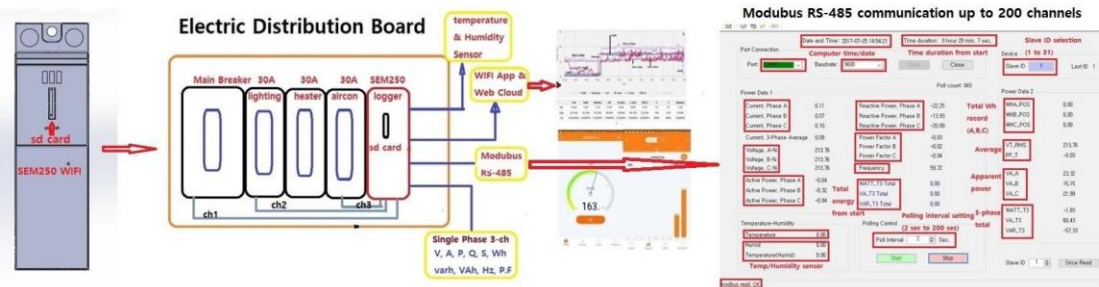 sd card
SEM250 WIFI
Electric Distribution Board
temperature
& Humidity
Sensor
WIFI App &
Web Cloud
Modubus
RS-485
Main Breaker 30A 30A 30A SEM250
lighting heater aircon logger
sd card
ch1 ch2 ch3
Single Phase 3-ch
V, A, P, Q, S, Wh
varh, VAh, Hz, P.F
163.
Modubus RS-485 communication up to 200 channels
Date and Time: 2017-01-25 14:54:21
Time duration: 0 hour 28 min, 7 sec,
Slave ID selection
Port Connection
Computer time/date
Time duration from start
Device
(1 to 31)
Port:
Baudrate: 9600
Close
Slave ID 1
Last ID 1
Poll count: 843
Power Data 1
Power Data 2
Current, Phase A 0,11
Current, Phase B 0,07
Current, Phase C 0,10
Current, 3-Phase Average 0,09
Voltage, A-N 213,76
Voltage, B-N 213,76
Voltage, C-N 213,76
Active Power, Phase A -0,64
Active Power, Phase B -0,32
Active Power, Phase C -0,84
Reactive Power, Phase A -22,25
Reactive Power, Phase B -13,93
Reactive Power, Phase C -20,99
Power Factor A -0,03
Power Factor B -0,02
Power Factor C -0,04
Frequency 59,72
WATT_T3 Total 0,00
VA_T3 Total 0,00
VAR_T3 Total 0,00
Total
energy
from start
Total Wh
record
(A,B,C)
WHA_POS 0,00
WHB_POS 0,00
WHC_POS 0,00
Average
VT_RMS 213,76
PF_T -0,03
Apparent
power
VA_A 23,32
VA_B 15,15
VA_C 21,99
3-phase
total
WATT_T3 -1,83
VA_T3 60,43
VAR_T3 -57,33
Temperature-Humidity
Temperature 0,00
Humid 0,00
Temperature(Humid) 0,00
Temp/Humidity sensor
Polling interval setting
Polling Control
(2 sec to 200 sec)
Poll Interval 2 Sec.
Start Stop
Slave ID 1 Once Read
modbus read: OK